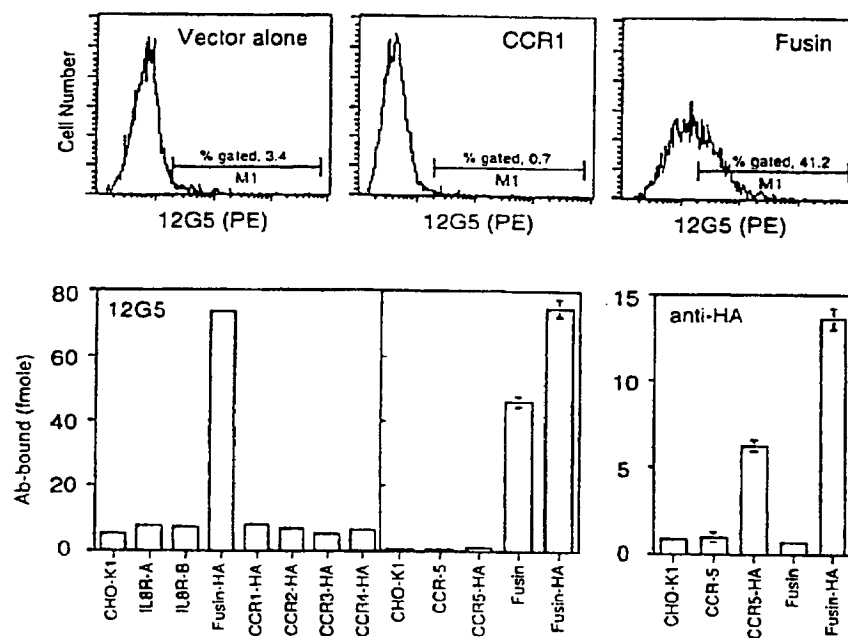 Vector alone
CCR1
Fusin
Cell Number
% gated, 3.4
M1
% gated, 0.7
M1
% gated, 41.2
M1
12G5 (PE)
12G5 (PE)
12G5 (PE)
Ab-bound (fmole)
80
60
40
20
0
12G5
CHO-K1
IL8R-A
IL8R-B
Fusin-HA
CCR1-HA
CCR2-HA
CCR3-HA
CCR4-HA
CHO-K1
CCR-5
CCR5-HA
Fusin
Fusin-HA
15
10
5
0
anti-HA
CHO-K1
CCR-5
CCR5-HA
Fusin
Fusin-HA